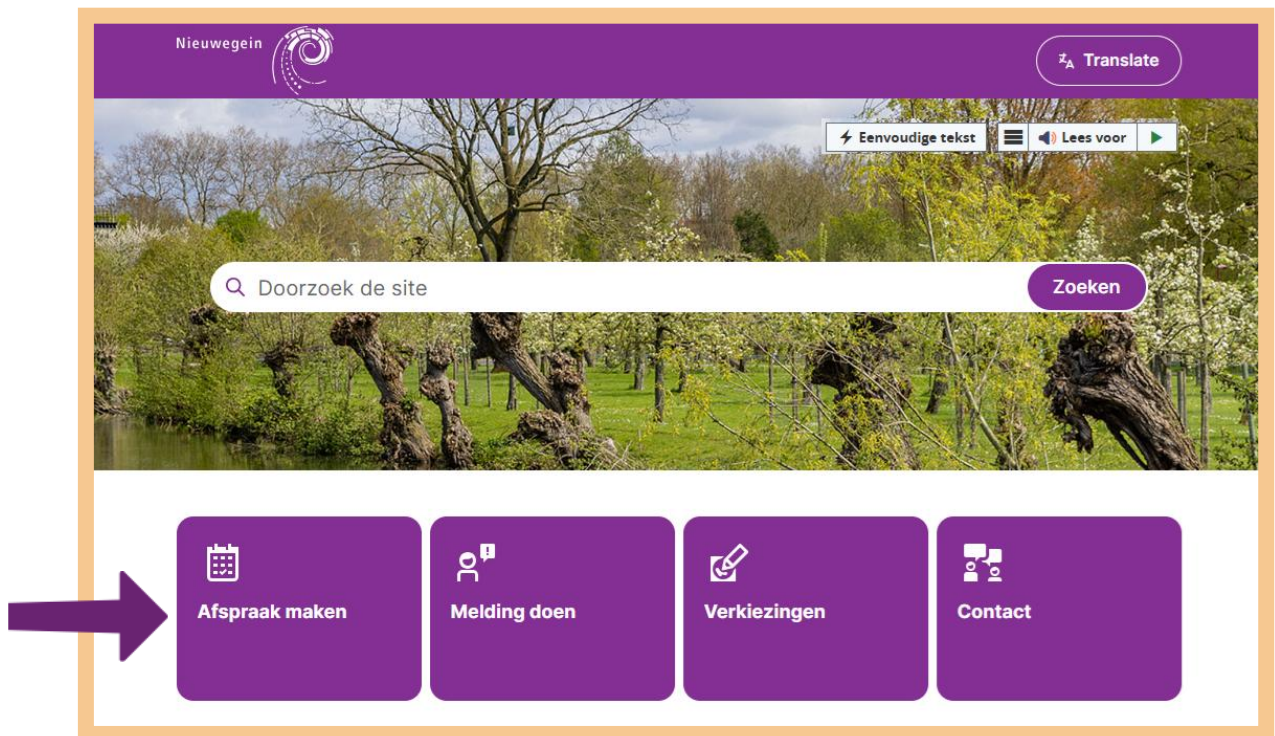 Nieuwegein
Translate
Eenvoudige tekst
Lees voor
Doorzoek de site
Zoeken
Afspraak maken
Melding doen
Verkiezingen
Contact